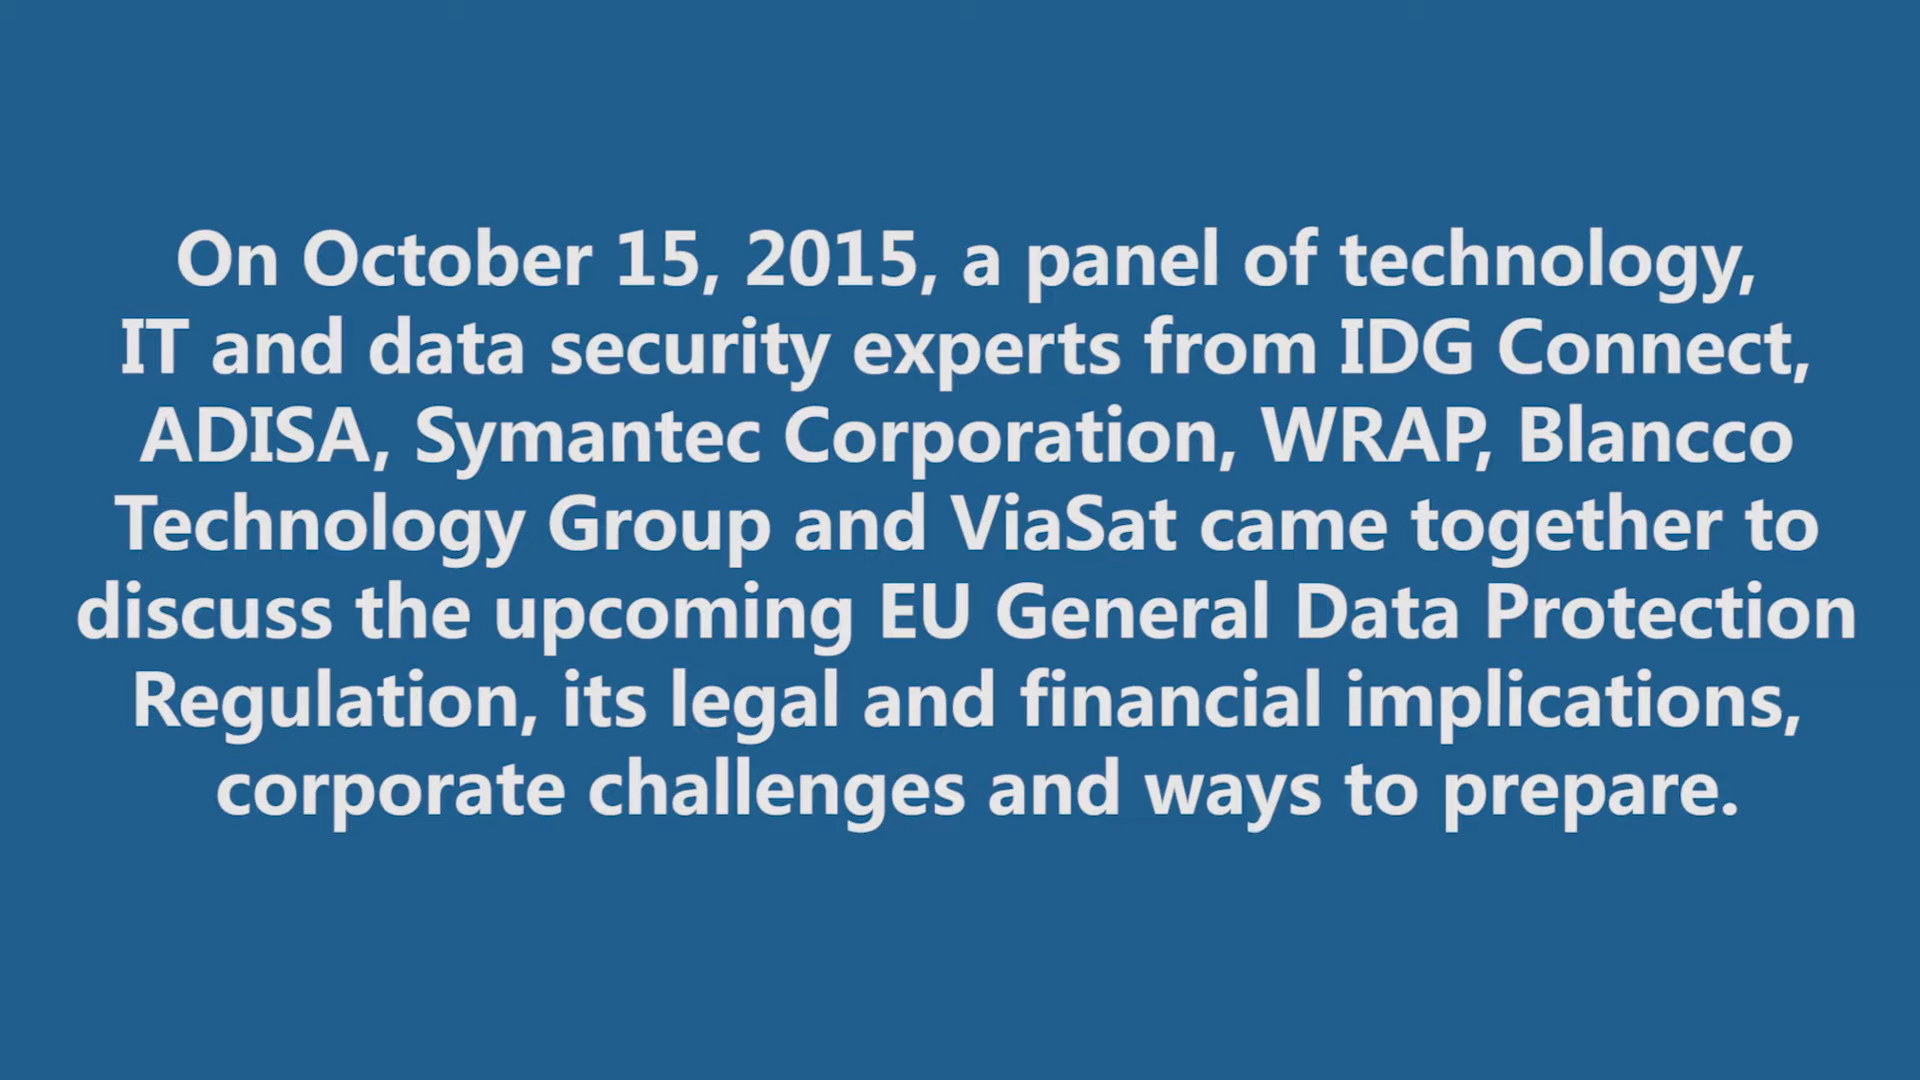 On October 15, 2015, a panel of technology,
IT and data security experts from IDG Connect,
ADISA, Symantec Corporation, WRAP, Blancco
Technology Group and ViaSat came together to
discuss the upcoming EU General Data Protection
Regulation, its legal and financial implications,
corporate challenges and ways to prepare.